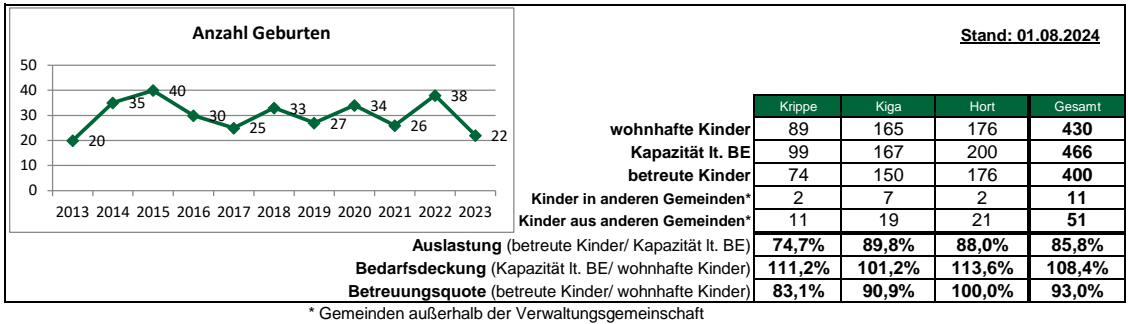 Anzahl Geburten
Stand: 01.08.2024
50
40
30
20
10
0
20
35
40
30
25
33
27
34
26
38
22
2013 2014 2015 2016 2017 2018 2019 2020 2021 2022 2023
Krippe Kiga Hort Gesamt
wohnhafte Kinder 89 165 176 430
Kapazität lt. BE 99 167 200 466
betreute Kinder 74 150 176 400
Kinder in anderen Gemeinden* 2 7 2 11
Kinder aus anderen Gemeinden* 11 19 21 51
Auslastung (betreute Kinder/ Kapazität lt. BE) 74,7% 89,8% 88,0% 85,8%
Bedarfsdeckung (Kapazität lt. BE/ wohnhafte Kinder) 111,2% 101,2% 113,6% 108,4%
Betreuungsquote (betreute Kinder/ wohnhafte Kinder) 83,1% 90,9% 100,0% 93,0%
* Gemeinden außerhalb der Verwaltungsgemeinschaft